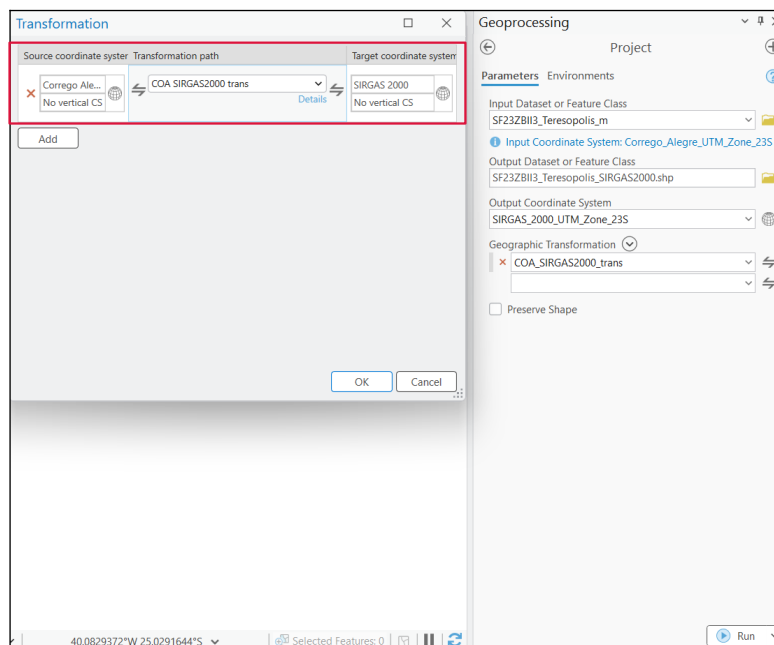 Transformation
Source coordinate system Transformation path Target coordinate system
Corrego Ale... COA SIRGAS2000 trans SIRGAS 2000
No vertical CS Details No vertical CS
Add
OK Cancel
40.0829372°W 25.0291644°S Selected Features: 0
Geoprocessing
Project
Parameters Environments
Input Dataset or Feature Class
SF23ZBII3_Teresopolis_m
Input Coordinate System: Corrego_Alegre_UTM_Zone_23S
Output Dataset or Feature Class
SF23ZBII3_Teresopolis_SIRGAS2000.shp
Output Coordinate System
SIRGAS_2000_UTM_Zone_23S
Geographic Transformation
COA_SIRGAS2000_trans
Preserve Shape
Run